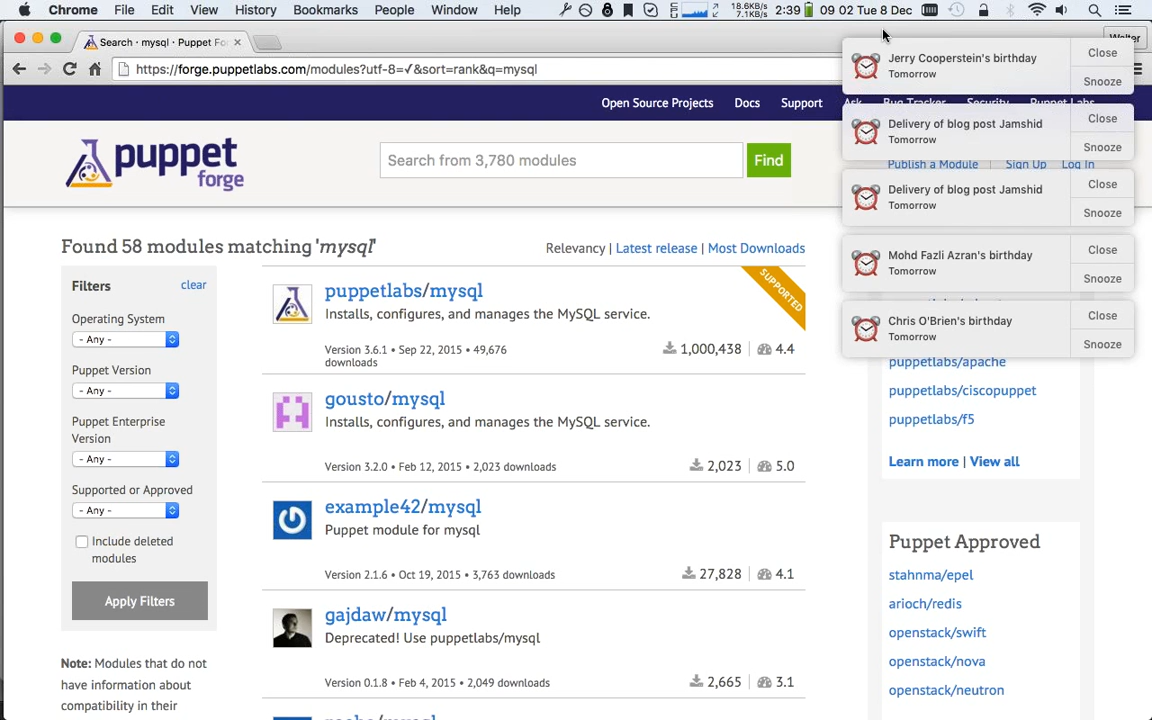 Chrome File Edit View History Bookmarks People Window Help 18.6KB/s 7.1KB/s 2:39 09 02 Tue 8 Dec
Search · mysql · Puppet Fo
https://forge.puppetlabs.com/modules?utf-8=✓&sort=rank&q=mysql
Open Source Projects Docs Support Ask Bug Tracker Security Puppet Labs
puppet forge
Search from 3,780 modules Find
Publish a Module | Sign Up Log In
Jerry Cooperstein's birthday
Tomorrow
Close
Snooze
Delivery of blog post Jamshid
Tomorrow
Close
Snooze
Delivery of blog post Jamshid
Tomorrow
Close
Snooze
Mohd Fazli Azran's birthday
Tomorrow
Close
Snooze
Chris O'Brien's birthday
Tomorrow
Close
Snooze
Found 58 modules matching 'mysql'
Relevancy | Latest release | Most Downloads
Filters clear
Operating System
- Any -
Puppet Version
- Any -
Puppet Enterprise
Version
- Any -
Supported or Approved
- Any -
Include deleted
modules
Apply Filters
Note: Modules that do not
have information about
compatibility in their
puppetlabs/mysql
SUPPORTED
Installs, configures, and manages the MySQL service.
Version 3.6.1 • Sep 22, 2015 • 49,676
downloads
1,000,438 4.4
gousto/mysql
Installs, configures, and manages the MySQL service.
Version 3.2.0 • Feb 12, 2015 • 2,023 downloads 2,023 5.0
example42/mysql
Puppet module for mysql
Version 2.1.6 • Oct 19, 2015 • 3,763 downloads 27,828 4.1
gajdaw/mysql
Deprecated! Use puppetlabs/mysql
Version 0.1.8 • Feb 4, 2015 • 2,049 downloads 2,665 3.1
puppetlabs/apache
puppetlabs/ciscopuppet
puppetlabs/f5
Learn more | View all
Puppet Approved
stahnma/epel
arioch/redis
openstack/swift
openstack/nova
openstack/neutron